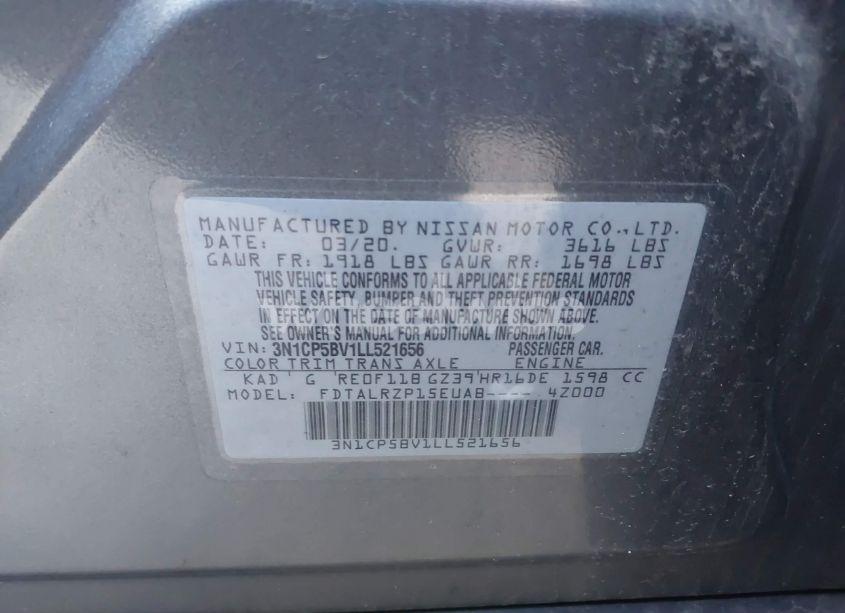 MANUFACTURED BY NISSAN MOTOR CO., LTD.
DATE: 03/20. GVWR: 3616 LBS
GAWR FR: 1918 LBS GAWR RR: 1698 LBS
THIS VEHICLE CONFORMS TO ALL APPLICABLE FEDERAL MOTOR
VEHICLE SAFETY, BUMPER AND THEFT PREVENTION STANDARDS
IN EFFECT ON THE DATE OF MANUFACTURE SHOWN ABOVE.
SEE OWNER'S MANUAL FOR ADDITIONAL INFORMATION.
VIN: 3N1CP5BV1LL521656 PASSENGER CAR.
COLOR TRIM TRANS AXLE ENGINE
KAD G RE0F11B GZ39 HR16DE 1598 CC
MODEL: FDTALRZP15EUAB---- 4Z000
3N1CP5BV1LL521656